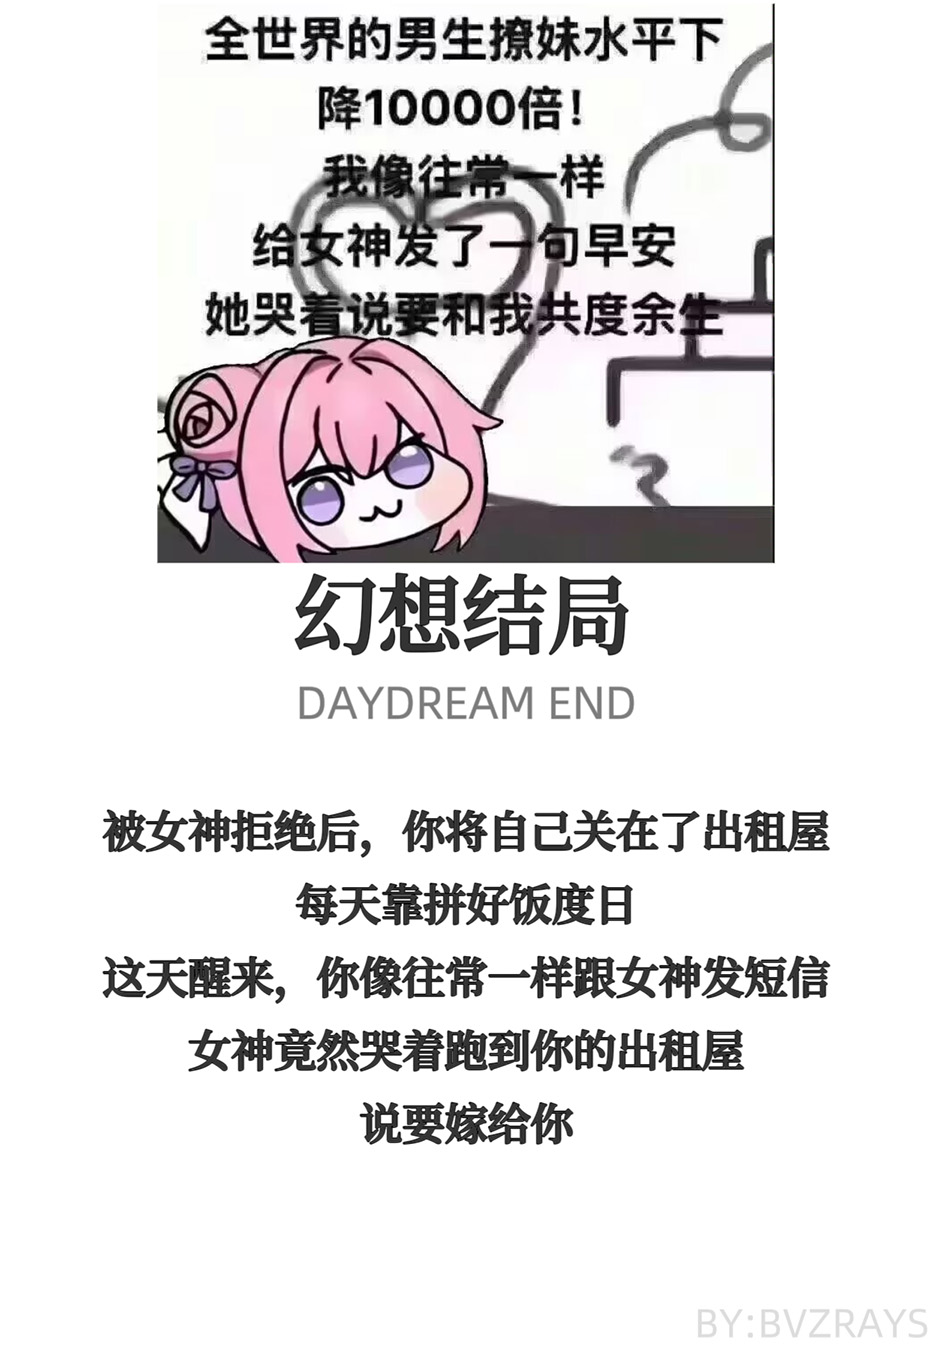 全世界的男生撩妹水平下
降10000倍！
我像往常一样
给女神发了一句早安
她哭着说要和我共度余生
幻想结局
DAYDREAM END
被女神拒绝后，你将自己关在了出租屋
每天靠拼好饭度日
这天醒来，你像往常一样跟女神发短信
女神竟然哭着跑到你的出租屋
说要嫁给你
BY:BVZRAYS